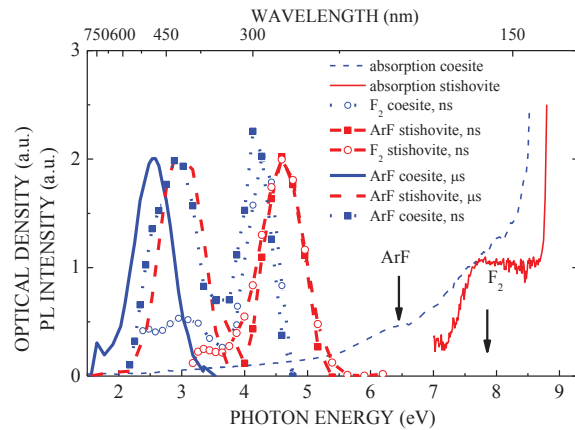 WAVELENGTH (nm)
750 600 450 300 150
OPTICAL DENSITY (a.u.)
PL INTENSITY (a.u.)
3
2
1
0
absorption coesite
absorption stishovite
F2 coesite, ns
ArF stishovite, ns
F2 stishovite, ns
ArF coesite, µs
ArF stishovite, µs
ArF coesite, ns
ArF
F2
2 3 4 5 6 7 8 9
PHOTON ENERGY (eV)